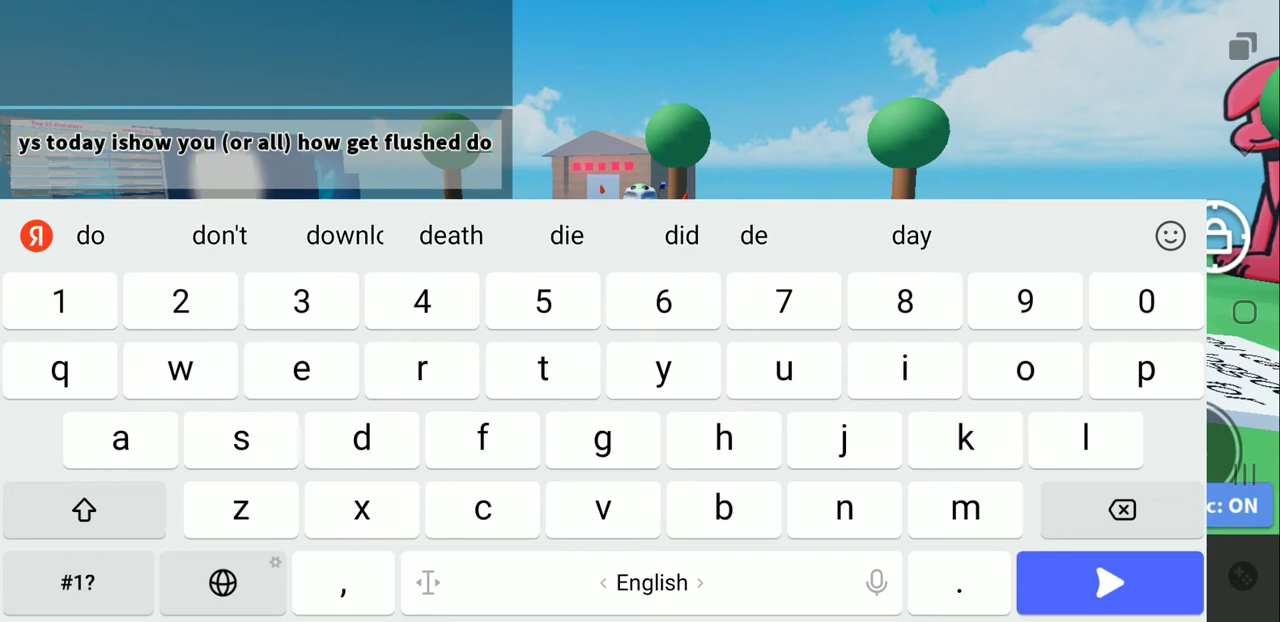 ys today ishow you (or all) how get flushed do
Я do don't downlc death die did de day
1 2 3 4 5 6 7 8 9 0
q w e r t y u i o p
a s d f g h j k l
z x c v b n m
c: ON
#1? , English .